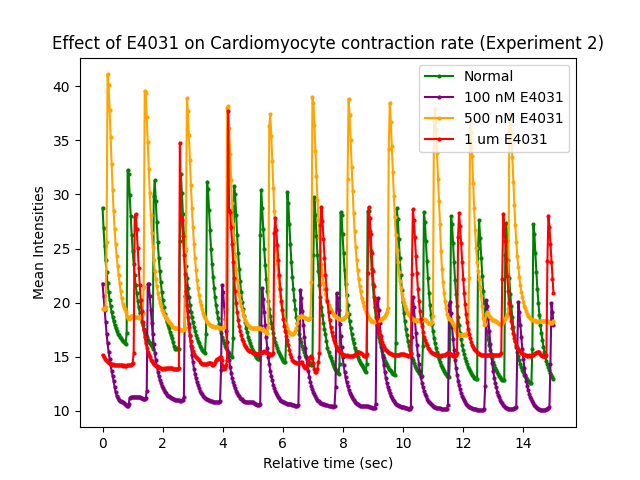 Effect of E4031 on Cardiomyocyte contraction rate (Experiment 2)
Normal
100 nM E4031
500 nM E4031
1 um E4031
Mean Intensities
40
35
30
25
20
15
10
0 2 4 6 8 10 12 14
Relative time (sec)